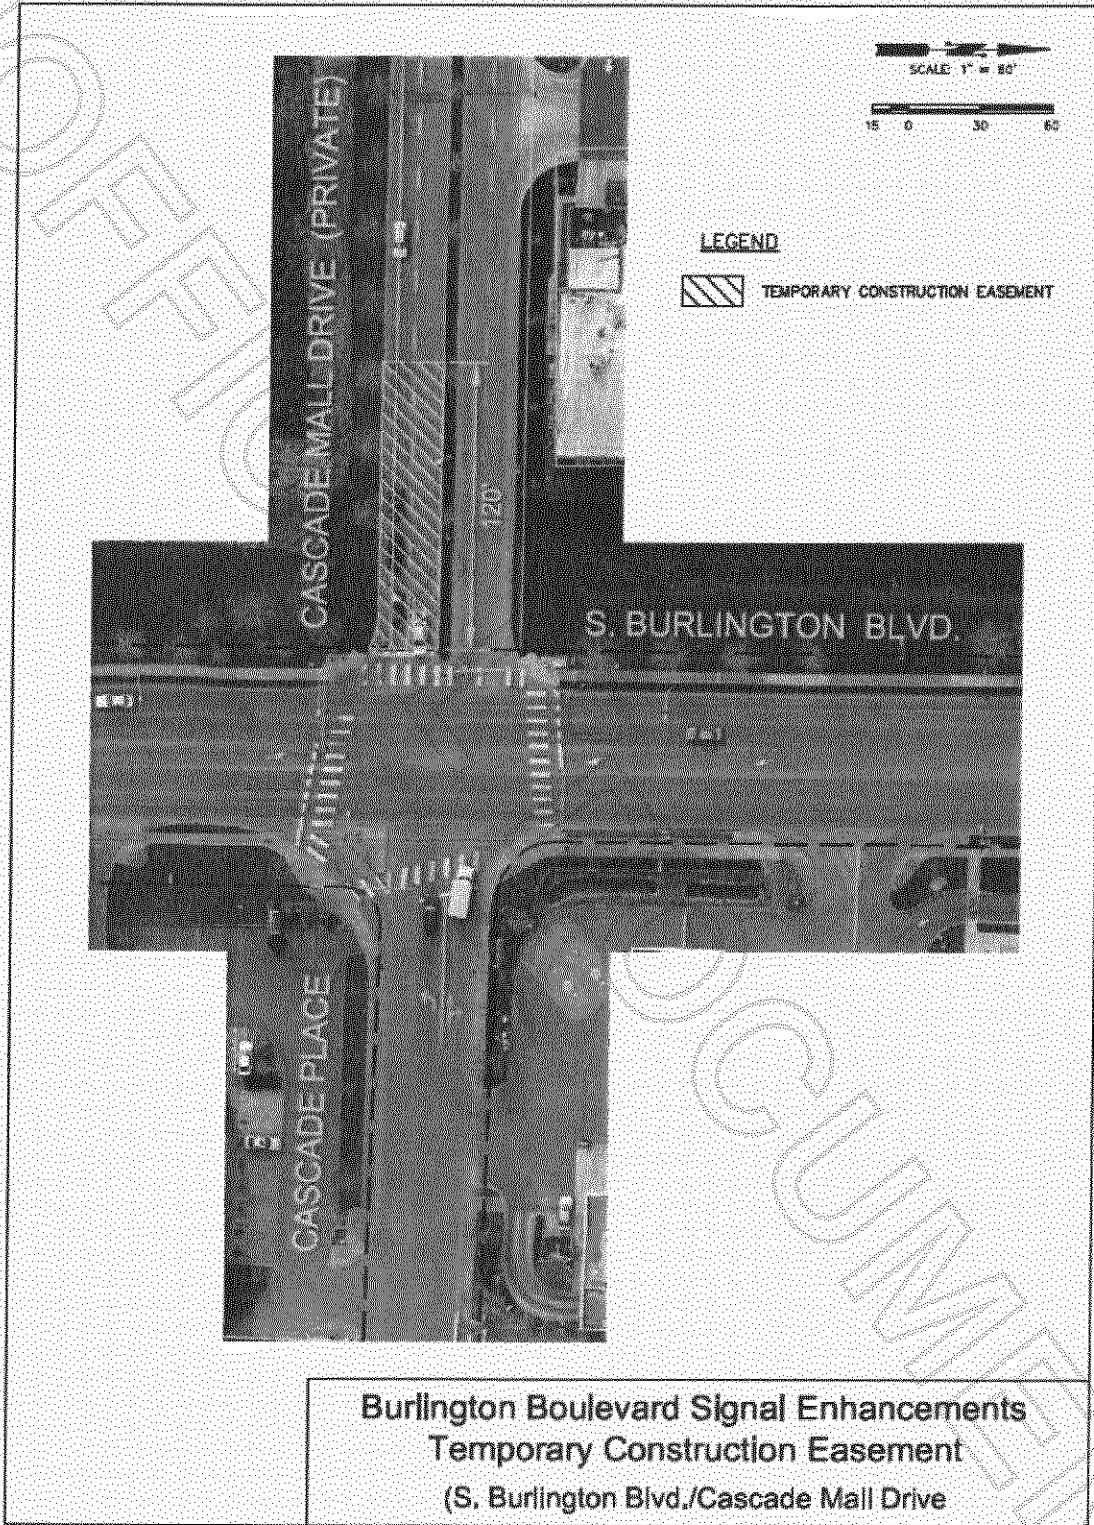 SCALE: 1" = 60'
15 0 30 60
LEGEND
TEMPORARY CONSTRUCTION EASEMENT
CASCADE MALL DRIVE (PRIVATE)
120'
S. BURLINGTON BLVD.
CASCADE PLACE
Burlington Boulevard Signal Enhancements
Temporary Construction Easement
(S. Burlington Blvd./Cascade Mall Drive